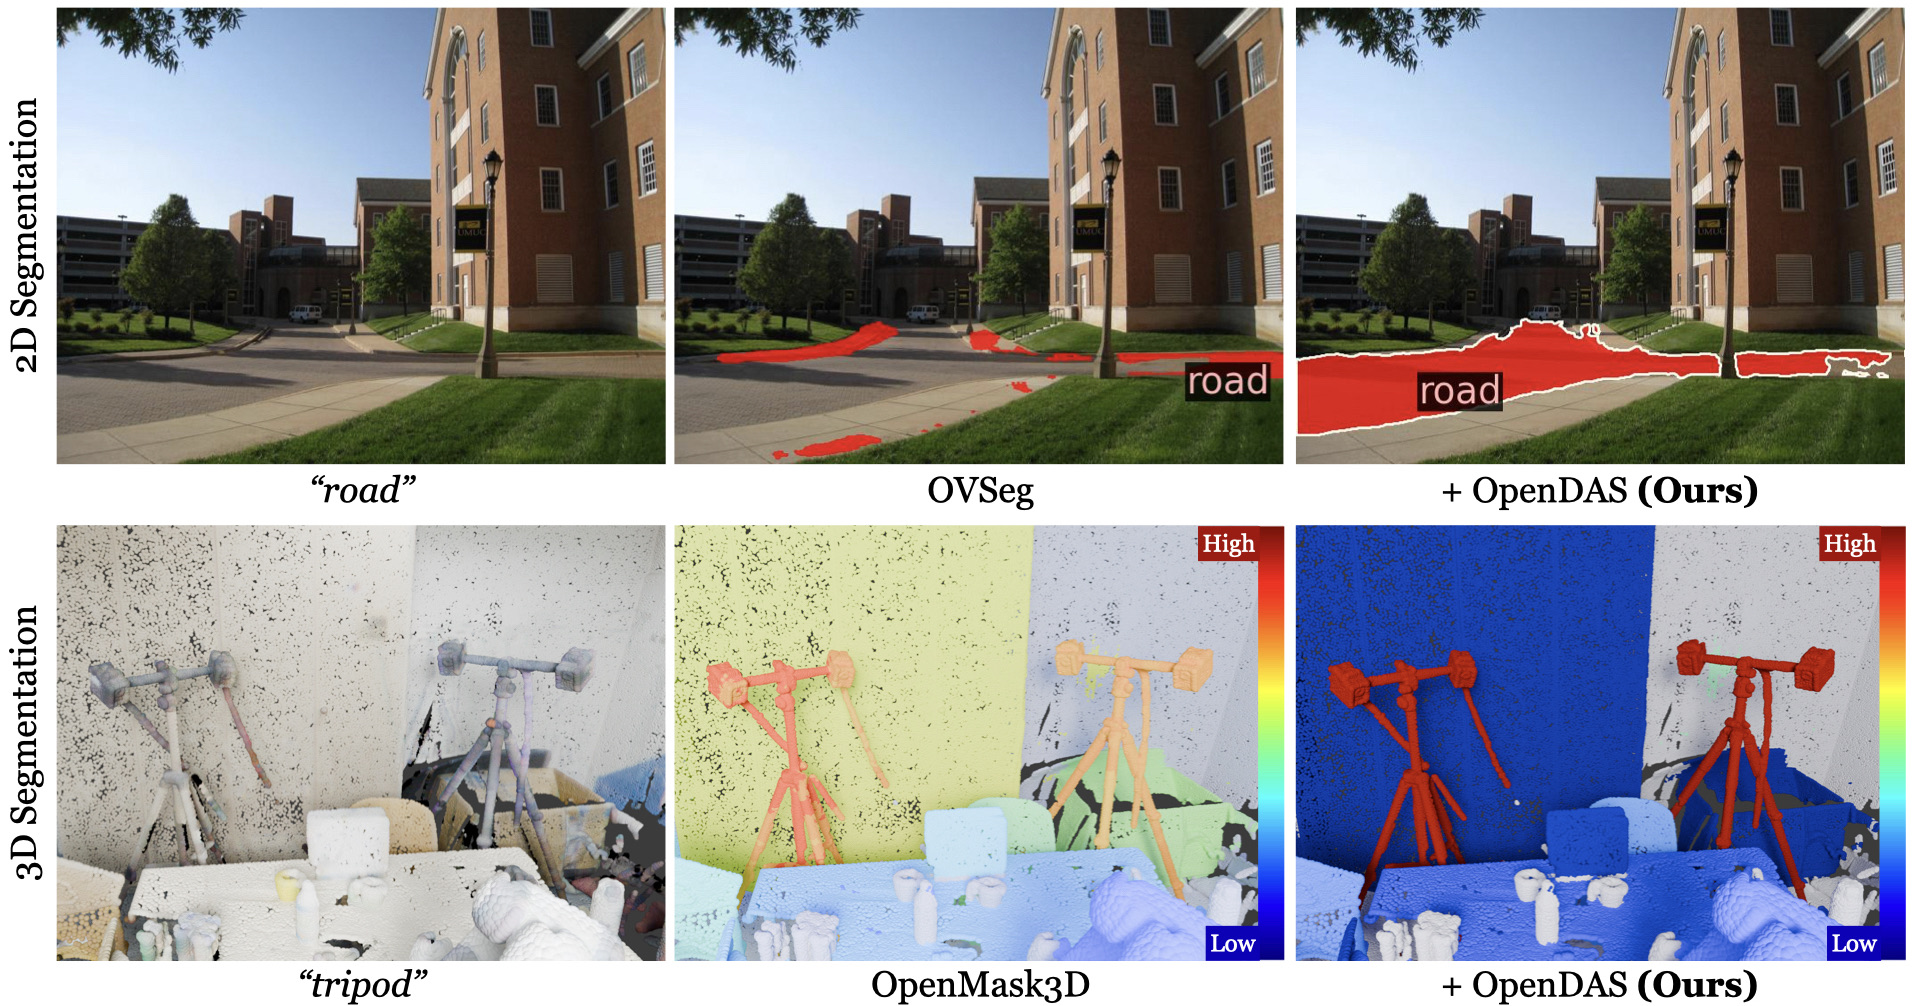 2D Segmentation
UMUC
UMUC
road
UMUC
road
“road”
OVSeg
+ OpenDAS (Ours)
3D Segmentation
High
Low
High
Low
“tripod”
OpenMask3D
+ OpenDAS (Ours)